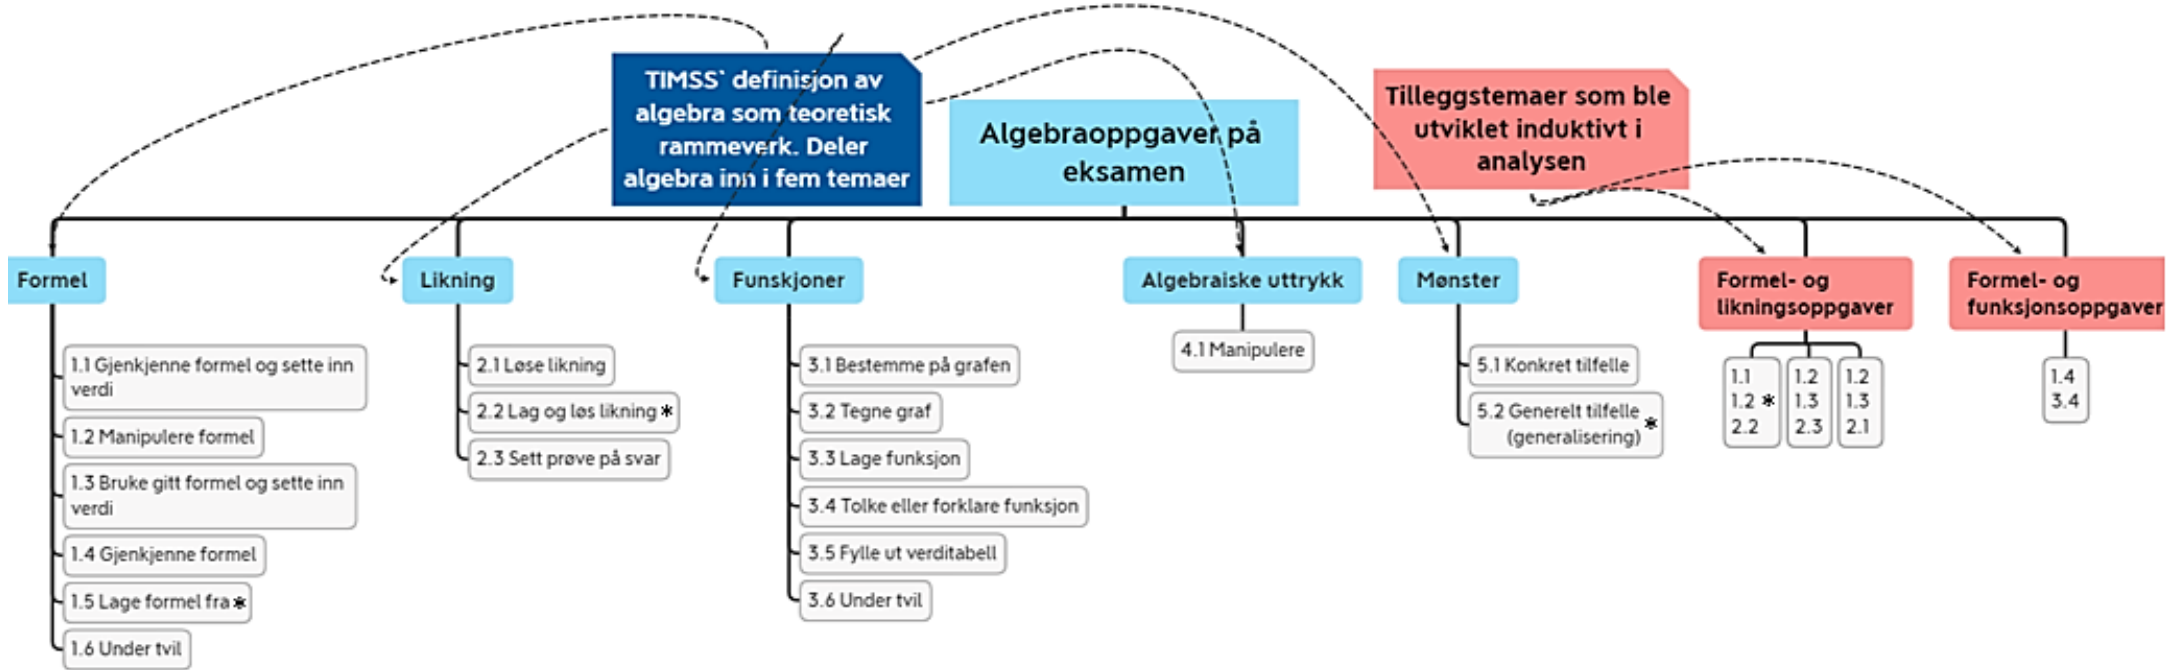 TIMSS` definisjon av
algebra som teoretisk
rammeverk. Deler
algebra inn i fem temaer
Algebraoppgaver på
eksamen
Tilleggstemaer som ble
utviklet induktivt i
analysen
Formel
1.1 Gjenkjenne formel og sette inn
verdi
1.2 Manipulere formel
1.3 Bruke gitt formel og sette inn
verdi
1.4 Gjenkjenne formel
1.5 Lage formel fra *
1.6 Under tvil
Likning
2.1 Løse likning
2.2 Lag og løs likning *
2.3 Sett prøve på svar
Funskjoner
3.1 Bestemme på grafen
3.2 Tegne graf
3.3 Lage funksjon
3.4 Tolke eller forklare funksjon
3.5 Fylle ut verditabell
3.6 Under tvil
Algebraiske uttrykk
4.1 Manipulere
Mønster
5.1 Konkret tilfelle
5.2 Generelt tilfelle
(generalisering) *
Formel- og
likningsoppgaver
1.1
1.2 *
2.2
1.2
1.3
2.3
1.2
1.3
2.1
Formel- og
funksjonsoppgaver
1.4
3.4